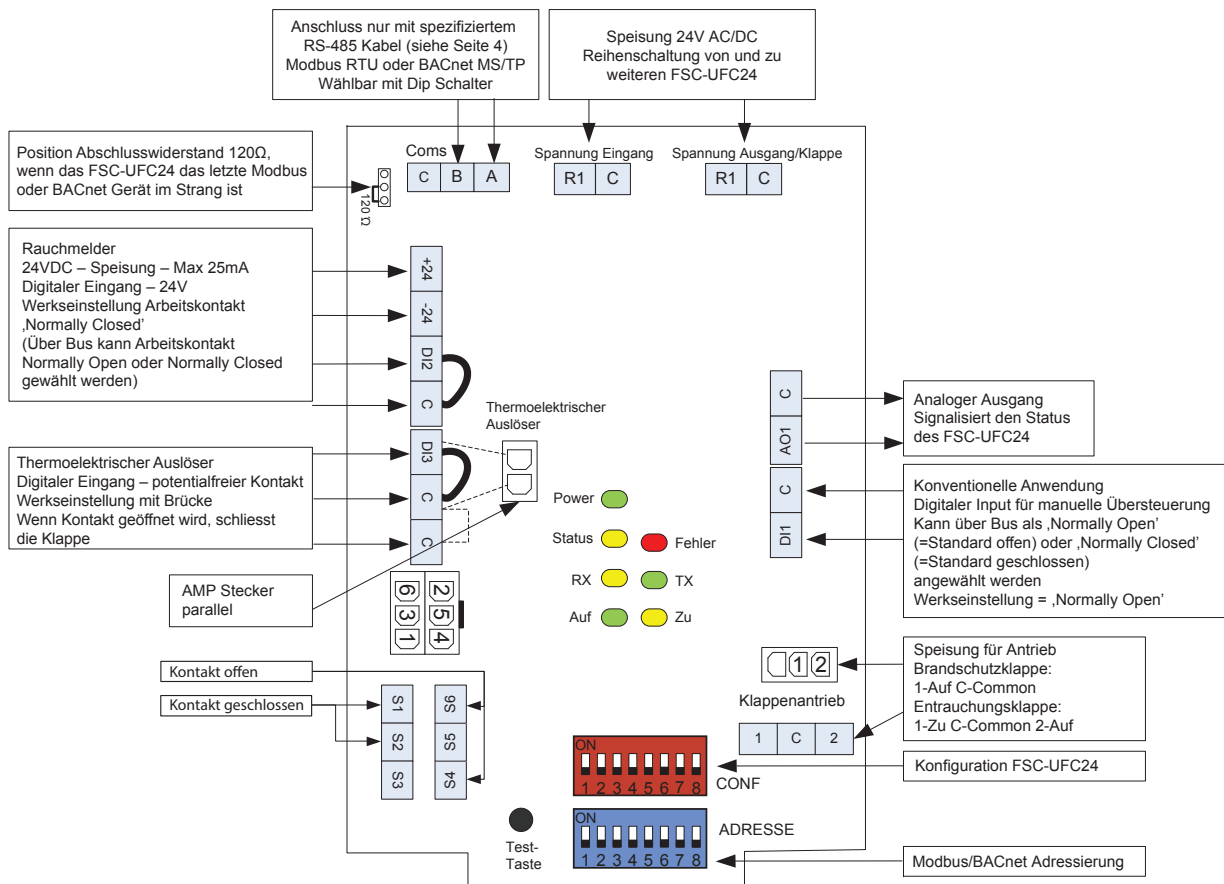 Anschluss nur mit spezifiziertem
RS-485 Kabel (siehe Seite 4)
Modbus RTU oder BACnet MS/TP
Wählbar mit Dip Schalter
Speisung 24V AC/DC
Reihenschaltung von und zu
weiteren FSC-UFC24
Position Abschlusswiderstand 120Ω,
wenn das FSC-UFC24 das letzte Modbus
oder BACnet Gerät im Strang ist
120 Ω
Coms
C B A
Spannung Eingang
R1 C
Spannung Ausgang/Klappe
R1 C
Rauchmelder
24VDC – Speisung – Max 25mA
Digitaler Eingang – 24V
Werkseinstellung Arbeitskontakt
‚Normally Closed’
(Über Bus kann Arbeitskontakt
Normally Open oder Normally Closed
gewählt werden)
+24
-24
DI2
C
DI3
C
C
Thermoelektrischer
Auslöser
Thermoelektrischer Auslöser
Digitaler Eingang – potentialfreier Kontakt
Werkseinstellung mit Brücke
Wenn Kontakt geöffnet wird, schliesst
die Klappe
AMP Stecker
parallel
Power
Status
Fehler
RX
TX
Auf
Zu
C
AO1
C
DI1
Analoger Ausgang
Signalisiert den Status
des FSC-UFC24
Konventionelle Anwendung
Digitaler Input für manuelle Übersteuerung
Kann über Bus als ‚Normally Open’
(=Standard offen) oder ‚Normally Closed’
(=Standard geschlossen)
angewählt werden
Werkseinstellung = ‚Normally Open’
6 2
3 5
1 4
Kontakt offen
Kontakt geschlossen
S1 S6
S2 S5
S3 S4
1 2
Klappenantrieb
1 C 2
Speisung für Antrieb
Brandschutzklappe:
1-Auf C-Common
Entrauchungsklappe:
1-Zu C-Common 2-Auf
ON
1 2 3 4 5 6 7 8
CONF
Konfiguration FSC-UFC24
Test-
Taste
ON
1 2 3 4 5 6 7 8
ADRESSE
Modbus/BACnet Adressierung